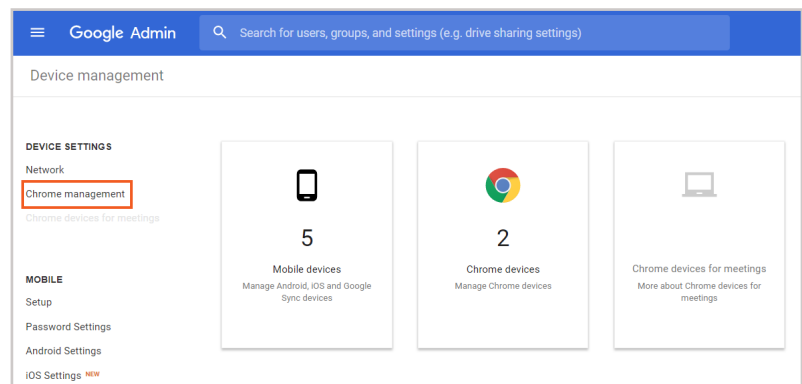 Google Admin
Search for users, groups, and settings (e.g. drive sharing settings)
Device management
DEVICE SETTINGS
Network
Chrome management
Chrome devices for meetings
MOBILE
Setup
Password Settings
Android Settings
iOS Settings NEW
5
Mobile devices
Manage Android, iOS and Google
Sync devices
2
Chrome devices
Manage Chrome devices
Chrome devices for meetings
More about Chrome devices for
meetings